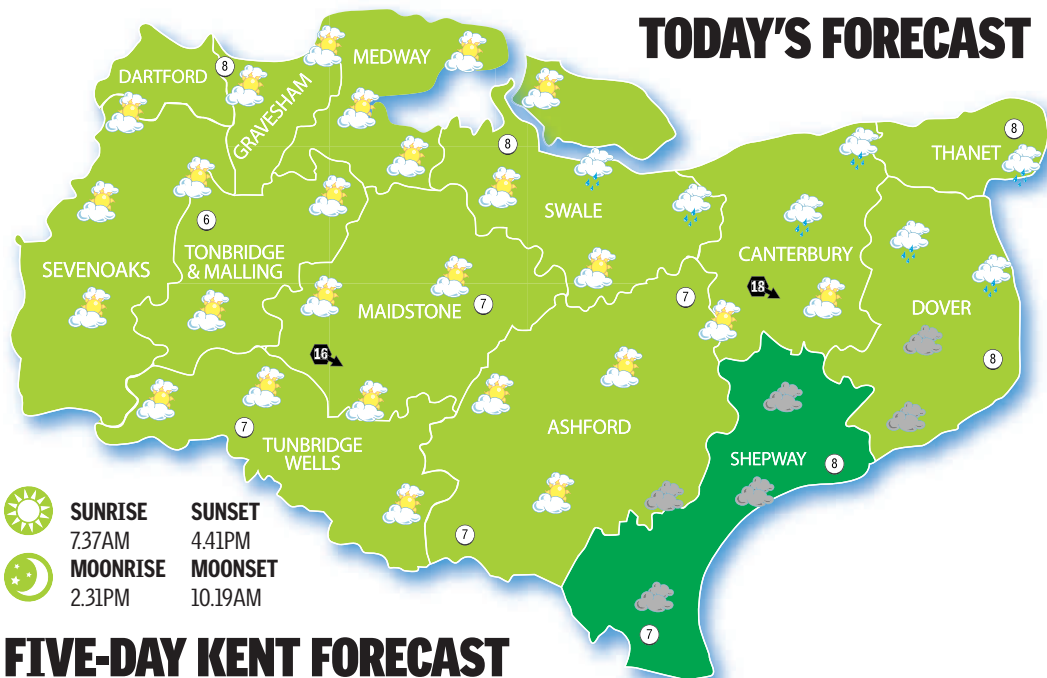 TODAY'S FORECAST
MEDWAY
DARTFORD
8
GRAVESHAM
8
8
THANET
SWALE
6
TONBRIDGE
& MALLING
SEVENOAKS
CANTERBURY
MAIDSTONE
7
7
18
DOVER
16
8
7
TUNBRIDGE
WELLS
ASHFORD
SHEPWAY
8
7
7
SUNRISE SUNSET
7.37AM 4.41PM
MOONRISE MOONSET
2.31PM 10.19AM
FIVE-DAY KENT FORECAST